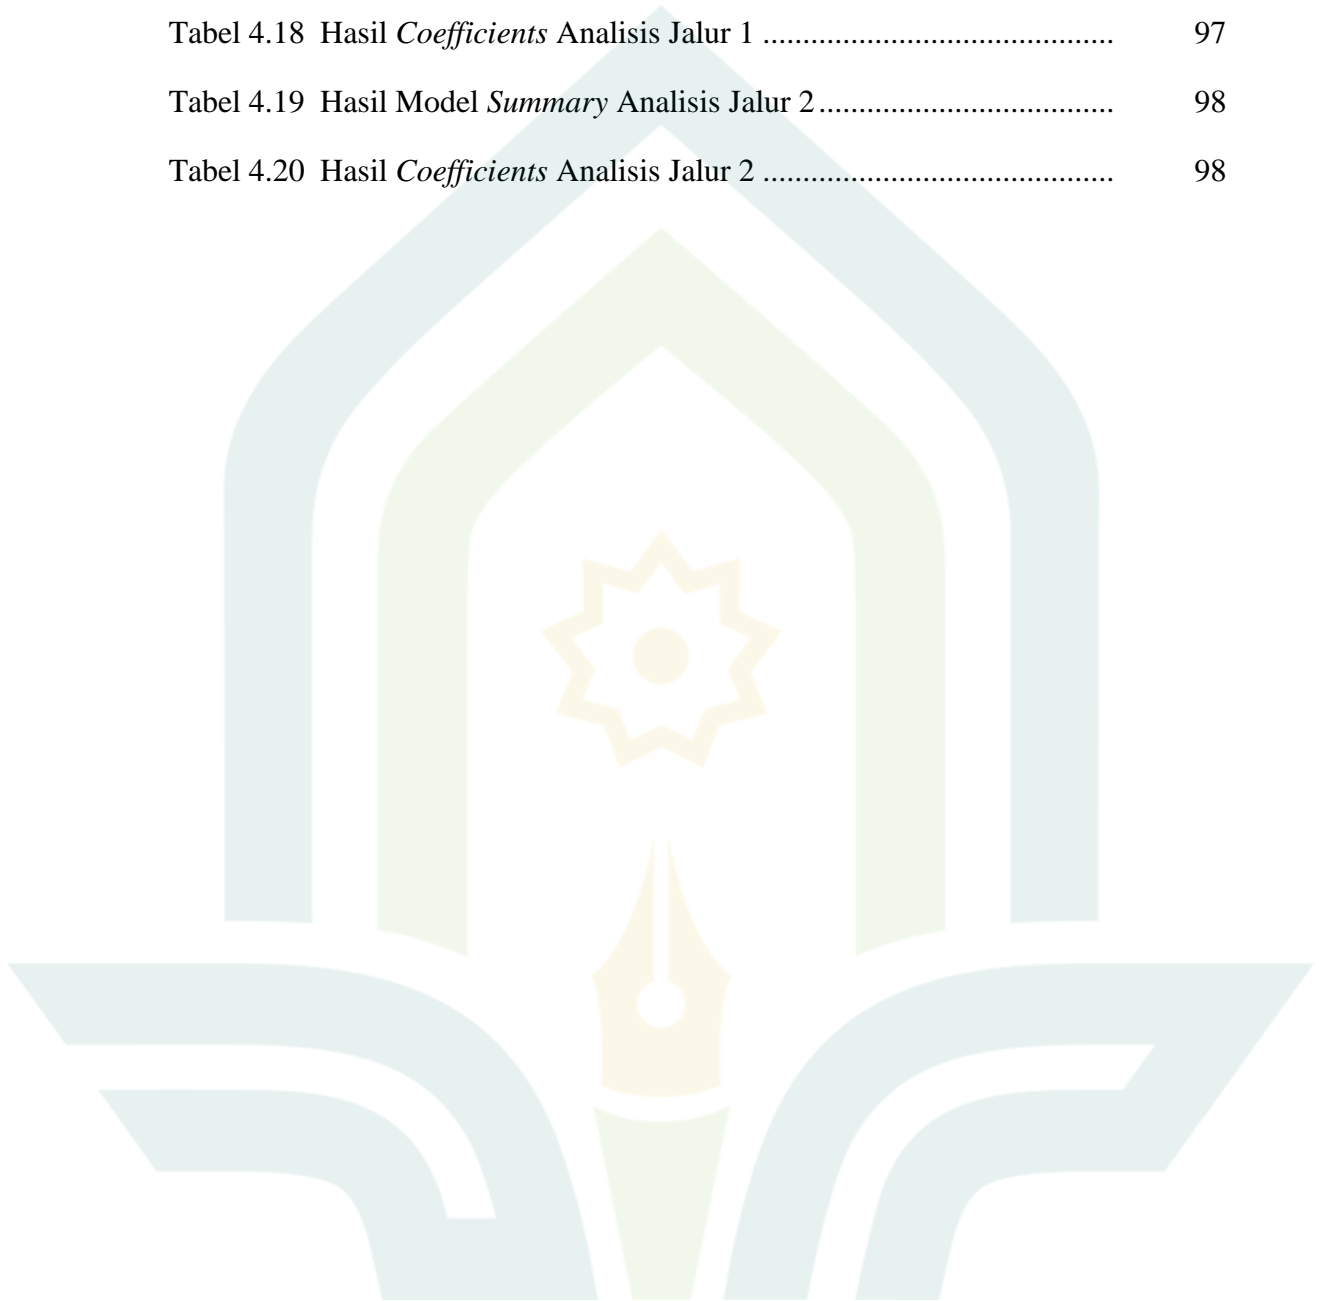 Tabel 4.18 Hasil Coefficients Analisis Jalur 1 ............................................ 97
Tabel 4.19 Hasil Model Summary Analisis Jalur 2..................................... 98
Tabel 4.20 Hasil Coefficients Analisis Jalur 2 ............................................ 98